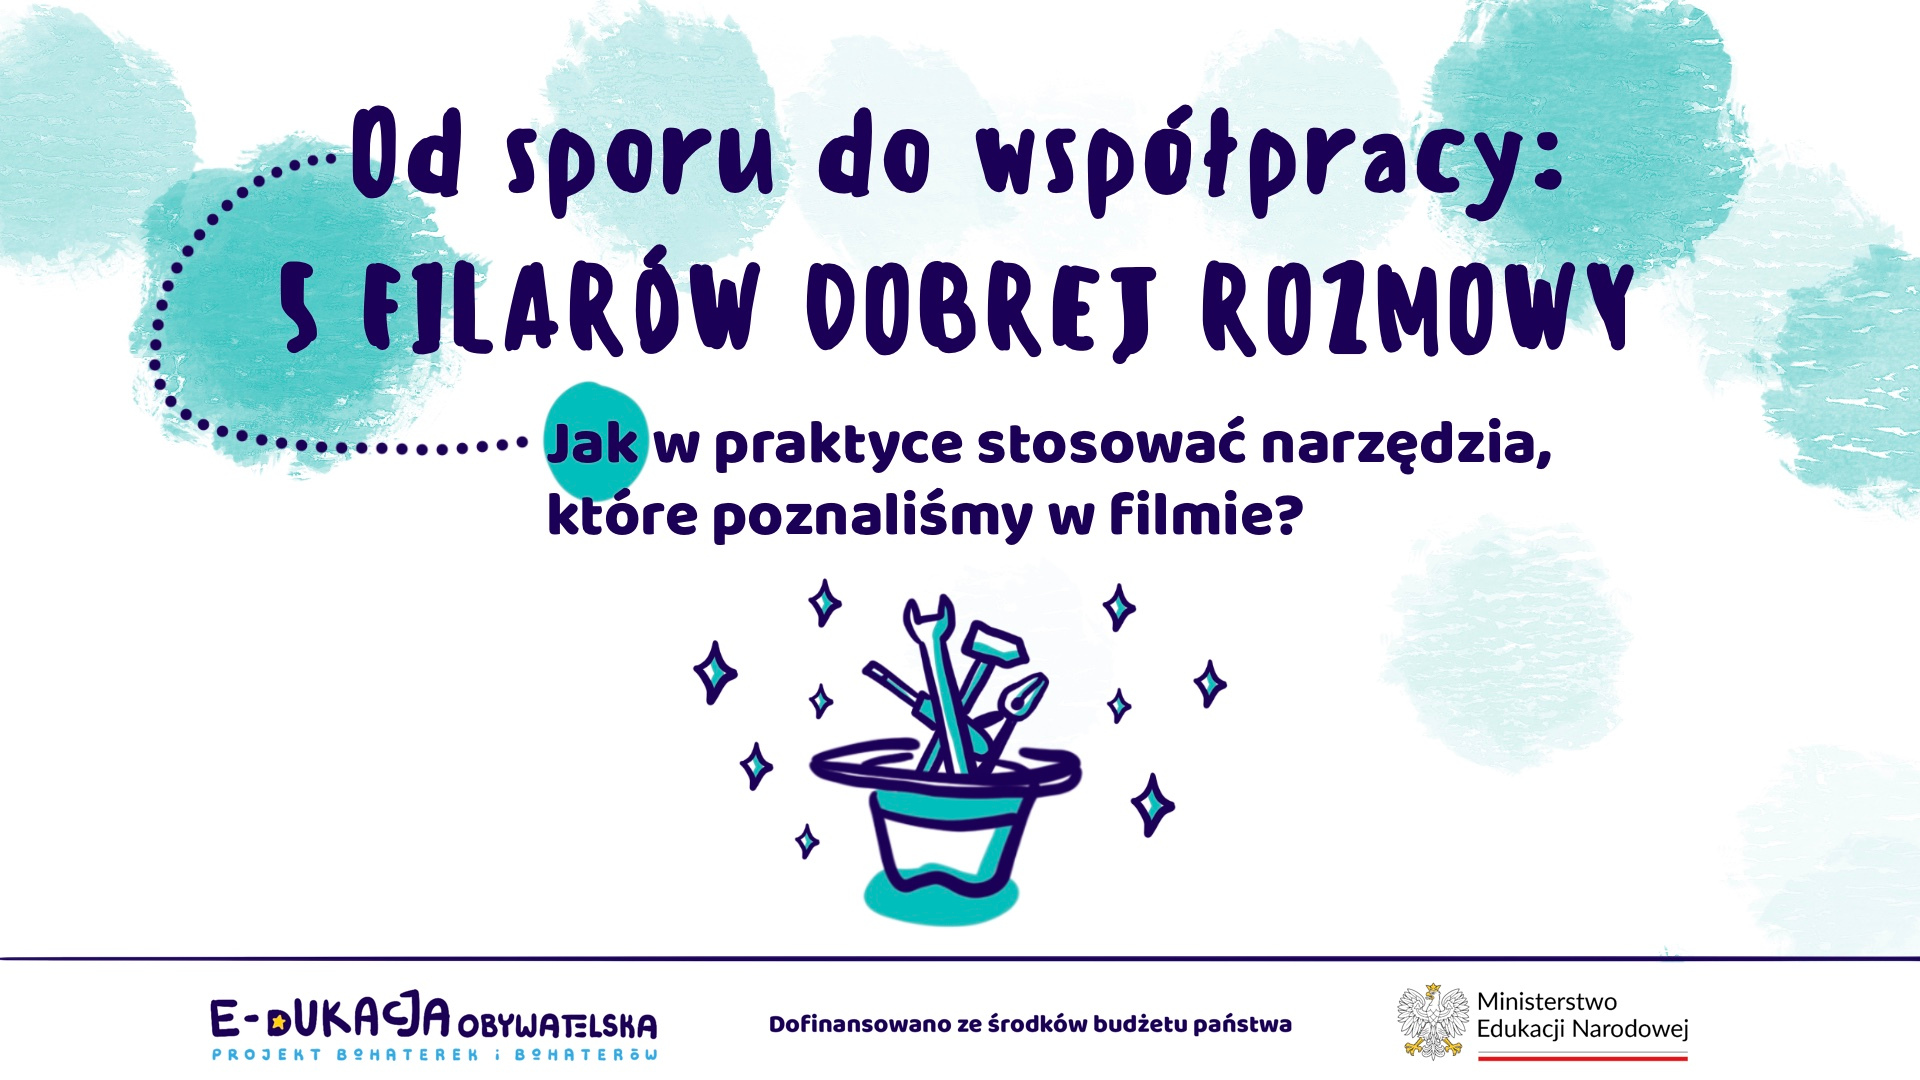 Od sporu do współpracy:
5 FILARÓW DOBREJ ROZMOWY
Jak w praktyce stosować narzędzia,
które poznaliśmy w filmie?
E-DUKACJA OBYWATELSKA
PROJEKT BOHATEREK i BOHATERÓW
Dofinansowano ze środków budżetu państwa
Ministerstwo
Edukacji Narodowej